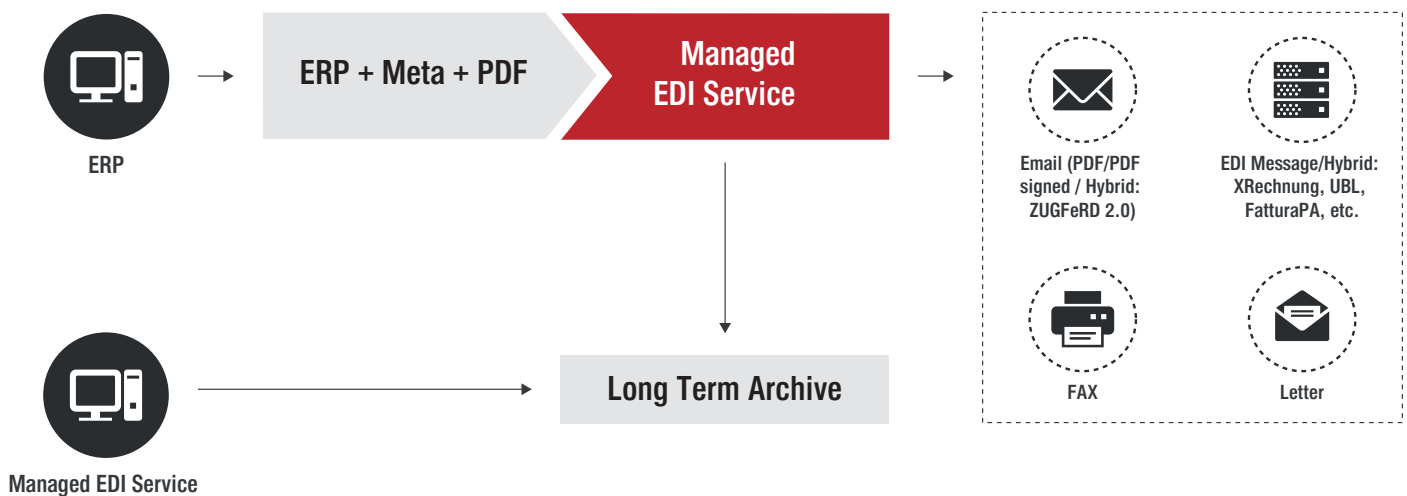 ERP + Meta + PDF
Managed
EDI Service
ERP
Email (PDF/PDF
signed / Hybrid:
ZUGFeRD 2.0)
EDI Message/Hybrid:
XRechnung, UBL,
FatturaPA, etc.
Long Term Archive
FAX
Letter
Managed EDI Service